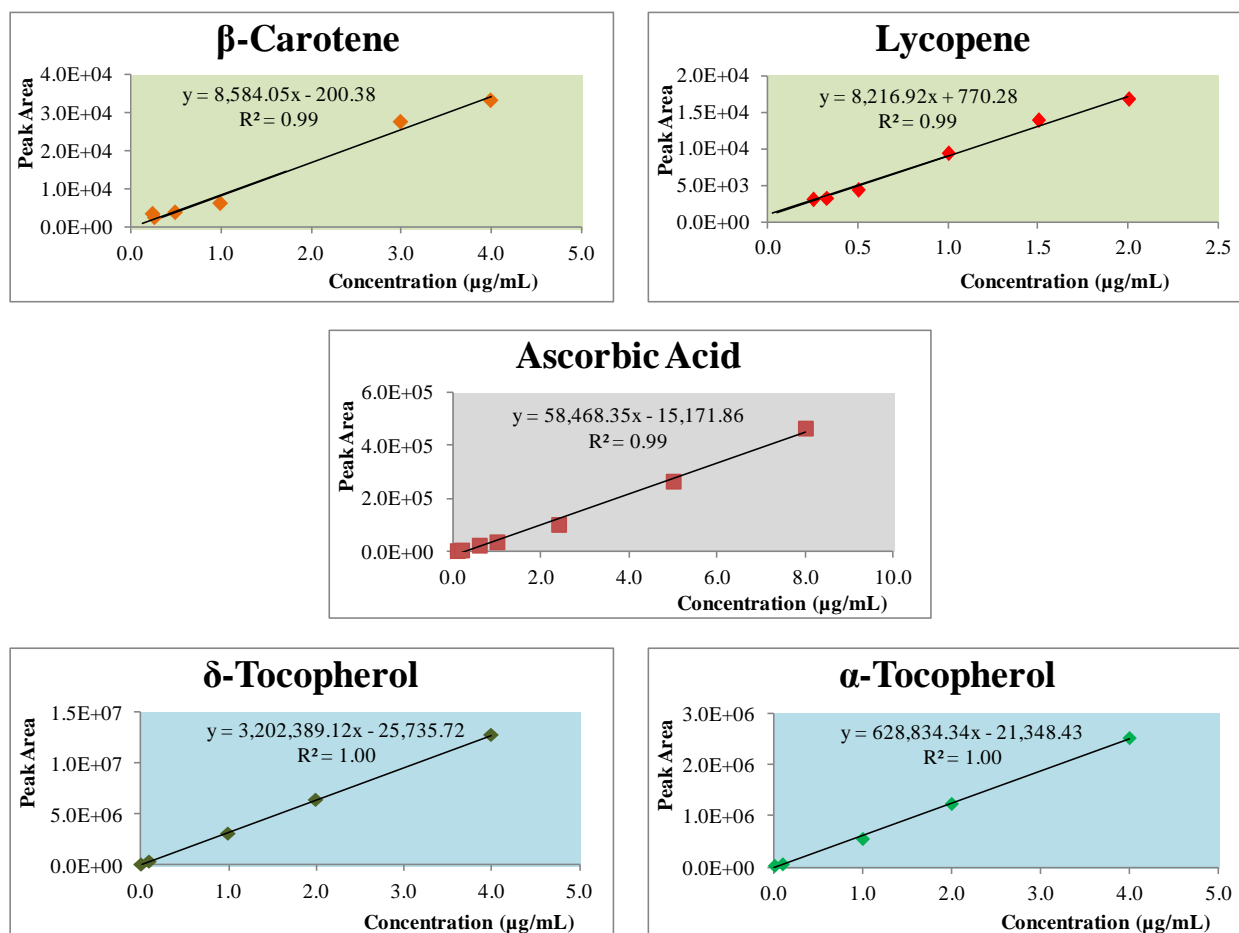 β-Carotene
Peak Area
4.0E+04
3.0E+04
2.0E+04
1.0E+04
0.0E+00
y = 8,584.05x - 200.38
R² = 0.99
0.0 1.0 2.0 3.0 4.0 5.0
Concentration (µg/mL)
Lycopene
Peak Area
2.0E+04
1.5E+04
1.0E+04
5.0E+03
0.0E+00
y = 8,216.92x + 770.28
R² = 0.99
0.0 0.5 1.0 1.5 2.0 2.5
Concentration (µg/mL)
Ascorbic Acid
Peak Area
6.0E+05
4.0E+05
2.0E+05
0.0E+00
y = 58,468.35x - 15,171.86
R² = 0.99
0.0 2.0 4.0 6.0 8.0 10.0
Concentration (µg/mL)
δ-Tocopherol
Peak Area
1.5E+07
1.0E+07
5.0E+06
0.0E+00
y = 3,202,389.12x - 25,735.72
R² = 1.00
0.0 1.0 2.0 3.0 4.0 5.0
Concentration (µg/mL)
α-Tocopherol
Peak Area
3.0E+06
2.0E+06
1.0E+06
0.0E+00
y = 628,834.34x - 21,348.43
R² = 1.00
0.0 1.0 2.0 3.0 4.0 5.0
Concentration (µg/mL)